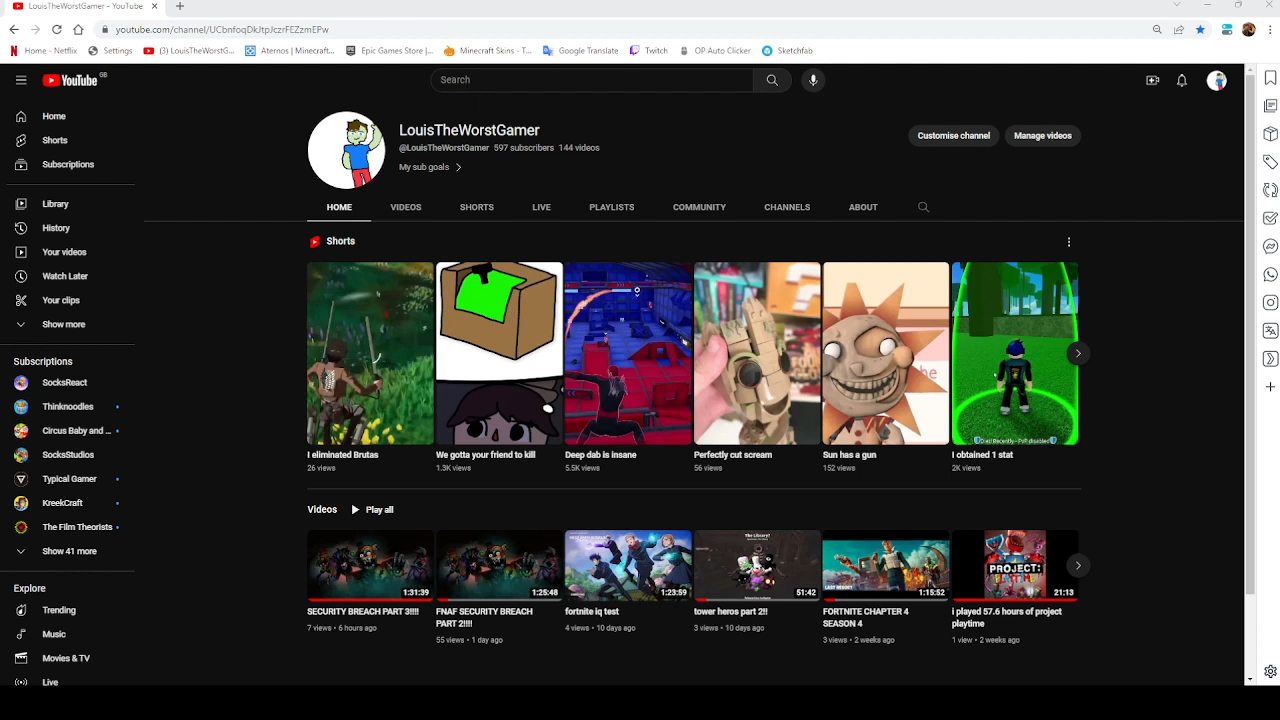 LouisTheWorstGamer - YouTube
youtube.com/channel/UCbnfoqDkJtpJczrFEZzmEPw
Home - Netflix
Settings
(3) LouisTheWorstG...
Aternos | Minecraft...
Epic Games Store |...
Minecraft Skins - T...
Google Translate
Twitch
OP Auto Clicker
Sketchfab
YouTube GB
Search
Home
Shorts
Subscriptions
Library
History
Your videos
Watch Later
Your clips
Show more
Subscriptions
SocksReact
Thinknoodles
Circus Baby and ...
SocksStudios
Typical Gamer
KreekCraft
The Film Theorists
Show 41 more
Explore
Trending
Music
Movies & TV
Live
LouisTheWorstGamer
@LouisTheWorstGamer 597 subscribers 144 videos
My sub goals
Customise channel
Manage videos
HOME
VIDEOS
SHORTS
LIVE
PLAYLISTS
COMMUNITY
CHANNELS
ABOUT
Shorts
I eliminated Brutas
26 views
We gotta your friend to kill
1.3K views
Deep dab is insane
5.5K views
Perfectly cut scream
56 views
he
Sun has a gun
152 views
Died Recently - PvP disabled
I obtained 1 stat
2K views
Videos
Play all
1:31:39
SECURITY BREACH PART 3!!!!
7 views • 6 hours ago
1:25:48
FNAF SECURITY BREACH
PART 2!!!!
55 views • 1 day ago
1:23:59
fortnite iq test
4 views • 10 days ago
The Library?
51:42
tower heros part 2!!
3 views • 10 days ago
LAST RESORT
1:15:52
FORTNITE CHAPTER 4
SEASON 4
3 views • 2 weeks ago
PROJECT:
PLAYTIME
21:13
i played 57.6 hours of project
playtime
1 view • 2 weeks ago